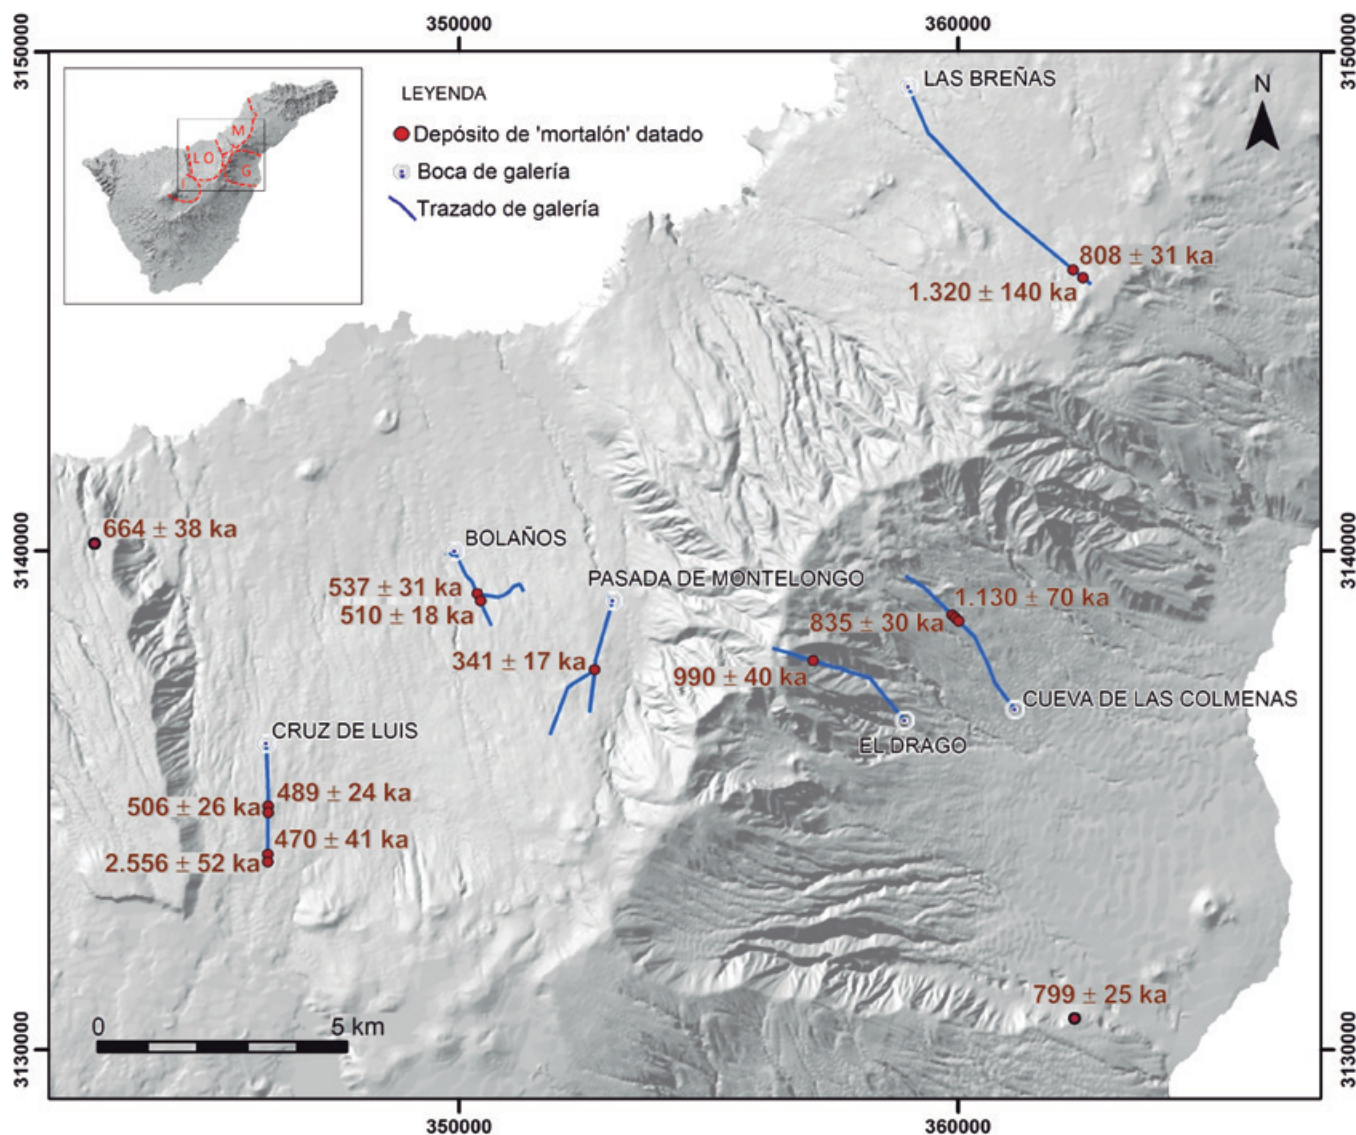 350000
360000
3150000
3150000
LEYENDA
Depósito de 'mortalón' datado
Boca de galería
Trazado de galería
M
LO
G
I
LAS BREÑAS
N
808 ± 31 ka
1.320 ± 140 ka
3140000
3140000
664 ± 38 ka
BOLAÑOS
537 ± 31 ka
510 ± 18 ka
PASADA DE MONTELONGO
341 ± 17 ka
1.130 ± 70 ka
835 ± 30 ka
990 ± 40 ka
CUEVA DE LAS COLMENAS
EL DRAGO
CRUZ DE LUIS
489 ± 24 ka
506 ± 26 ka
470 ± 41 ka
2.556 ± 52 ka
799 ± 25 ka
0 5 km
3130000
3130000
350000
360000